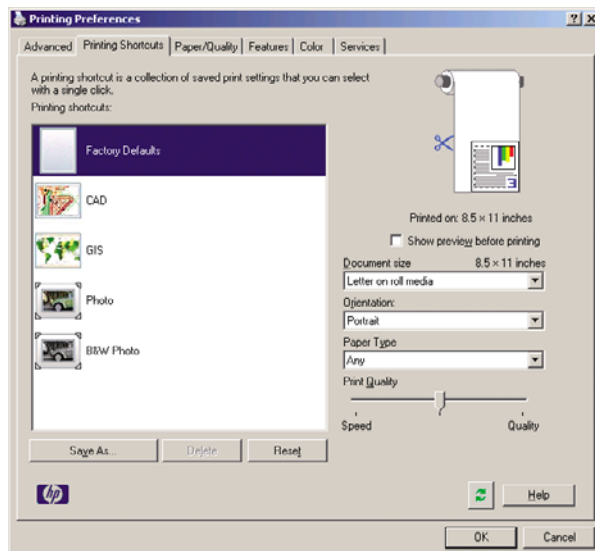 Printing Preferences
Advanced
Printing Shortcuts
Paper/Quality
Features
Color
Services
A printing shortcut is a collection of saved print settings that you can select
with a single click.
Printing shortcuts:
Factory Defaults
CAD
GIS
Photo
B&W Photo
Save As...
Delete
Reset
3
Printed on: 8.5 × 11 inches
Show preview before printing
Document size
8.5 × 11 inches
Letter on roll media
Orientation:
Portrait
Paper Type
Any
Print Quality
Speed
Quality
hp
Help
OK
Cancel